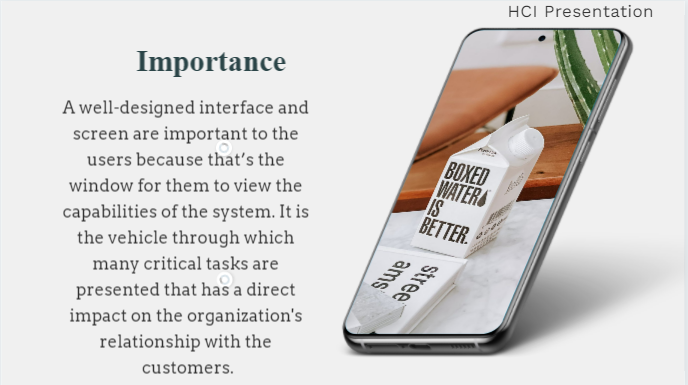 HCI Presentation
Importance
A well-designed interface and
screen are important to the
users because that’s the
window for them to view the
capabilities of the system. It is
the vehicle through which
many critical tasks are
presented that has a direct
impact on the organization's
relationship with the
customers.
BOXED
WATER
IS
BETTER.
stree
ams